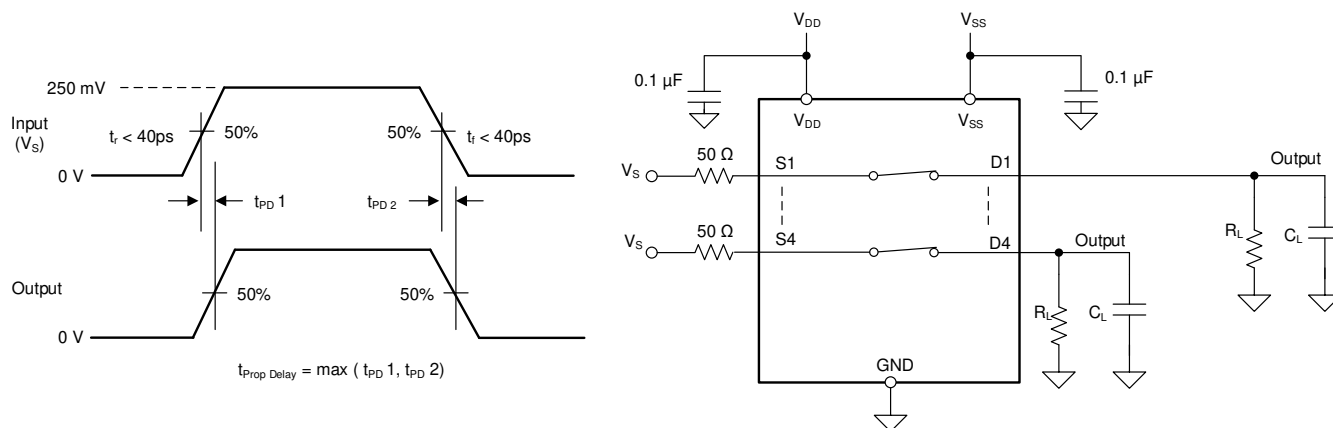 250 mV
Input
(VS)
tr < 40ps
50%
50%
tf < 40ps
0 V
tPD 1
tPD 2
Output
50%
50%
0 V
tProp Delay = max ( tPD 1, tPD 2)
VDD
VSS
0.1 µF
0.1 µF
VDD
VSS
VS
50 Ω
S1
D1
Output
VS
50 Ω
S4
D4
Output
RL
CL
RL
CL
GND